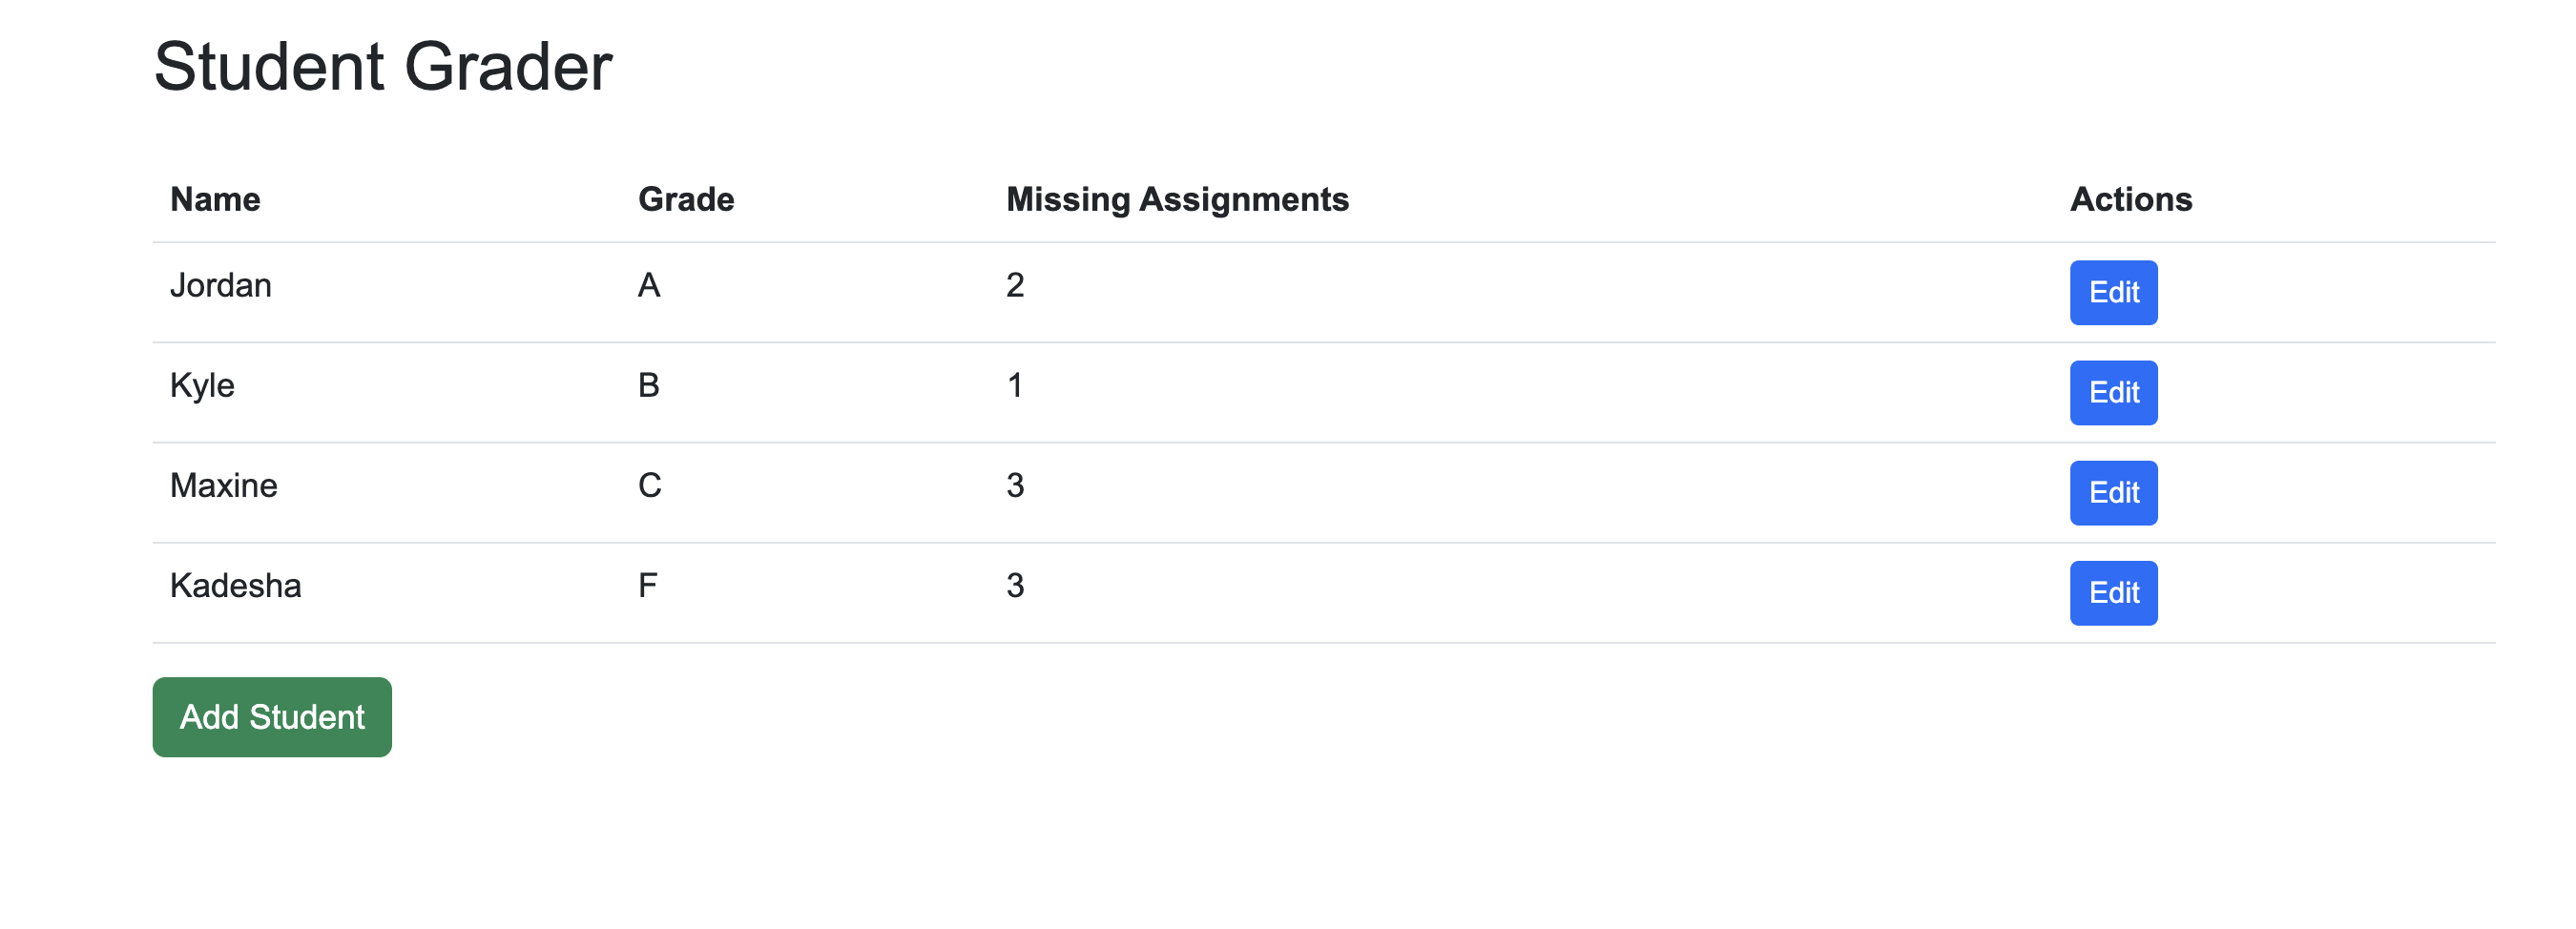 Student Grader
Name Grade Missing Assignments Actions
Jordan A 2 Edit
Kyle B 1 Edit
Maxine C 3 Edit
Kadesha F 3 Edit
Add Student